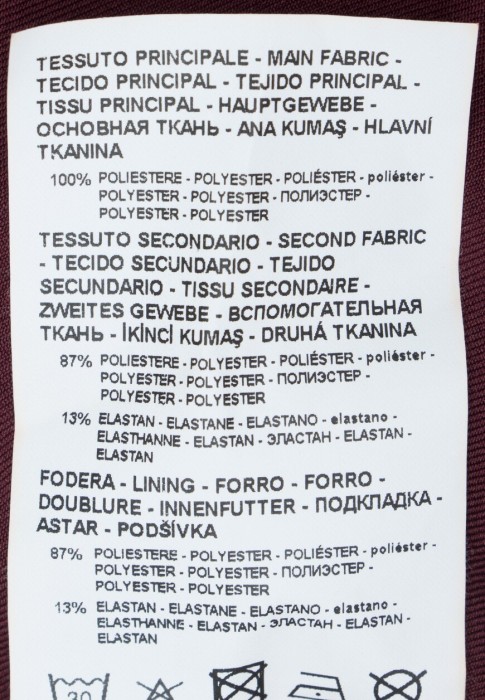 TESSUTO PRINCIPALE - MAIN FABRIC -
TECIDO PRINCIPAL - TEJIDO PRINCIPAL -
TISSU PRINCIPAL - HAUPTGEWEBE -
ОСНОВНАЯ ТКАНЬ - ANA KUMAŞ - HLAVNÍ
TKANINA
100% POLIESTERE - POLYESTER - POLIÉSTER - poliéster -
POLYESTER - POLYESTER - ПОЛИЭСТЕР -
POLYESTER - POLYESTER
TESSUTO SECONDARIO - SECOND FABRIC
- TECIDO SECUNDARIO - TEJIDO
SECUNDARIO - TISSU SECONDAIRE -
ZWEITES GEWEBE - ВСПОМОГАТЕЛЬНАЯ
ТКАНЬ - İKİNCİ KUMAŞ - DRUHÁ TKANINA
87% POLIESTERE - POLYESTER - POLIÉSTER - poliéster -
POLYESTER - POLYESTER - ПОЛИЭСТЕР -
POLYESTER - POLYESTER
13% ELASTAN - ELASTANE - ELASTANO - elastano -
ELASTHANNE - ELASTAN - ЭЛАСТАН - ELASTAN -
ELASTAN
FODERA - LINING - FORRO - FORRO -
DOUBLURE - INNENFUTTER - ПОДКЛАДКА -
ASTAR - PODŠÍVKA
87% POLIESTERE - POLYESTER - POLIÉSTER - poliéster -
POLYESTER - POLYESTER - ПОЛИЭСТЕР -
POLYESTER - POLYESTER
13% ELASTAN - ELASTANE - ELASTANO - elastano -
ELASTHANNE - ELASTAN - ЭЛАСТАН - ELASTAN -
ELASTAN
30